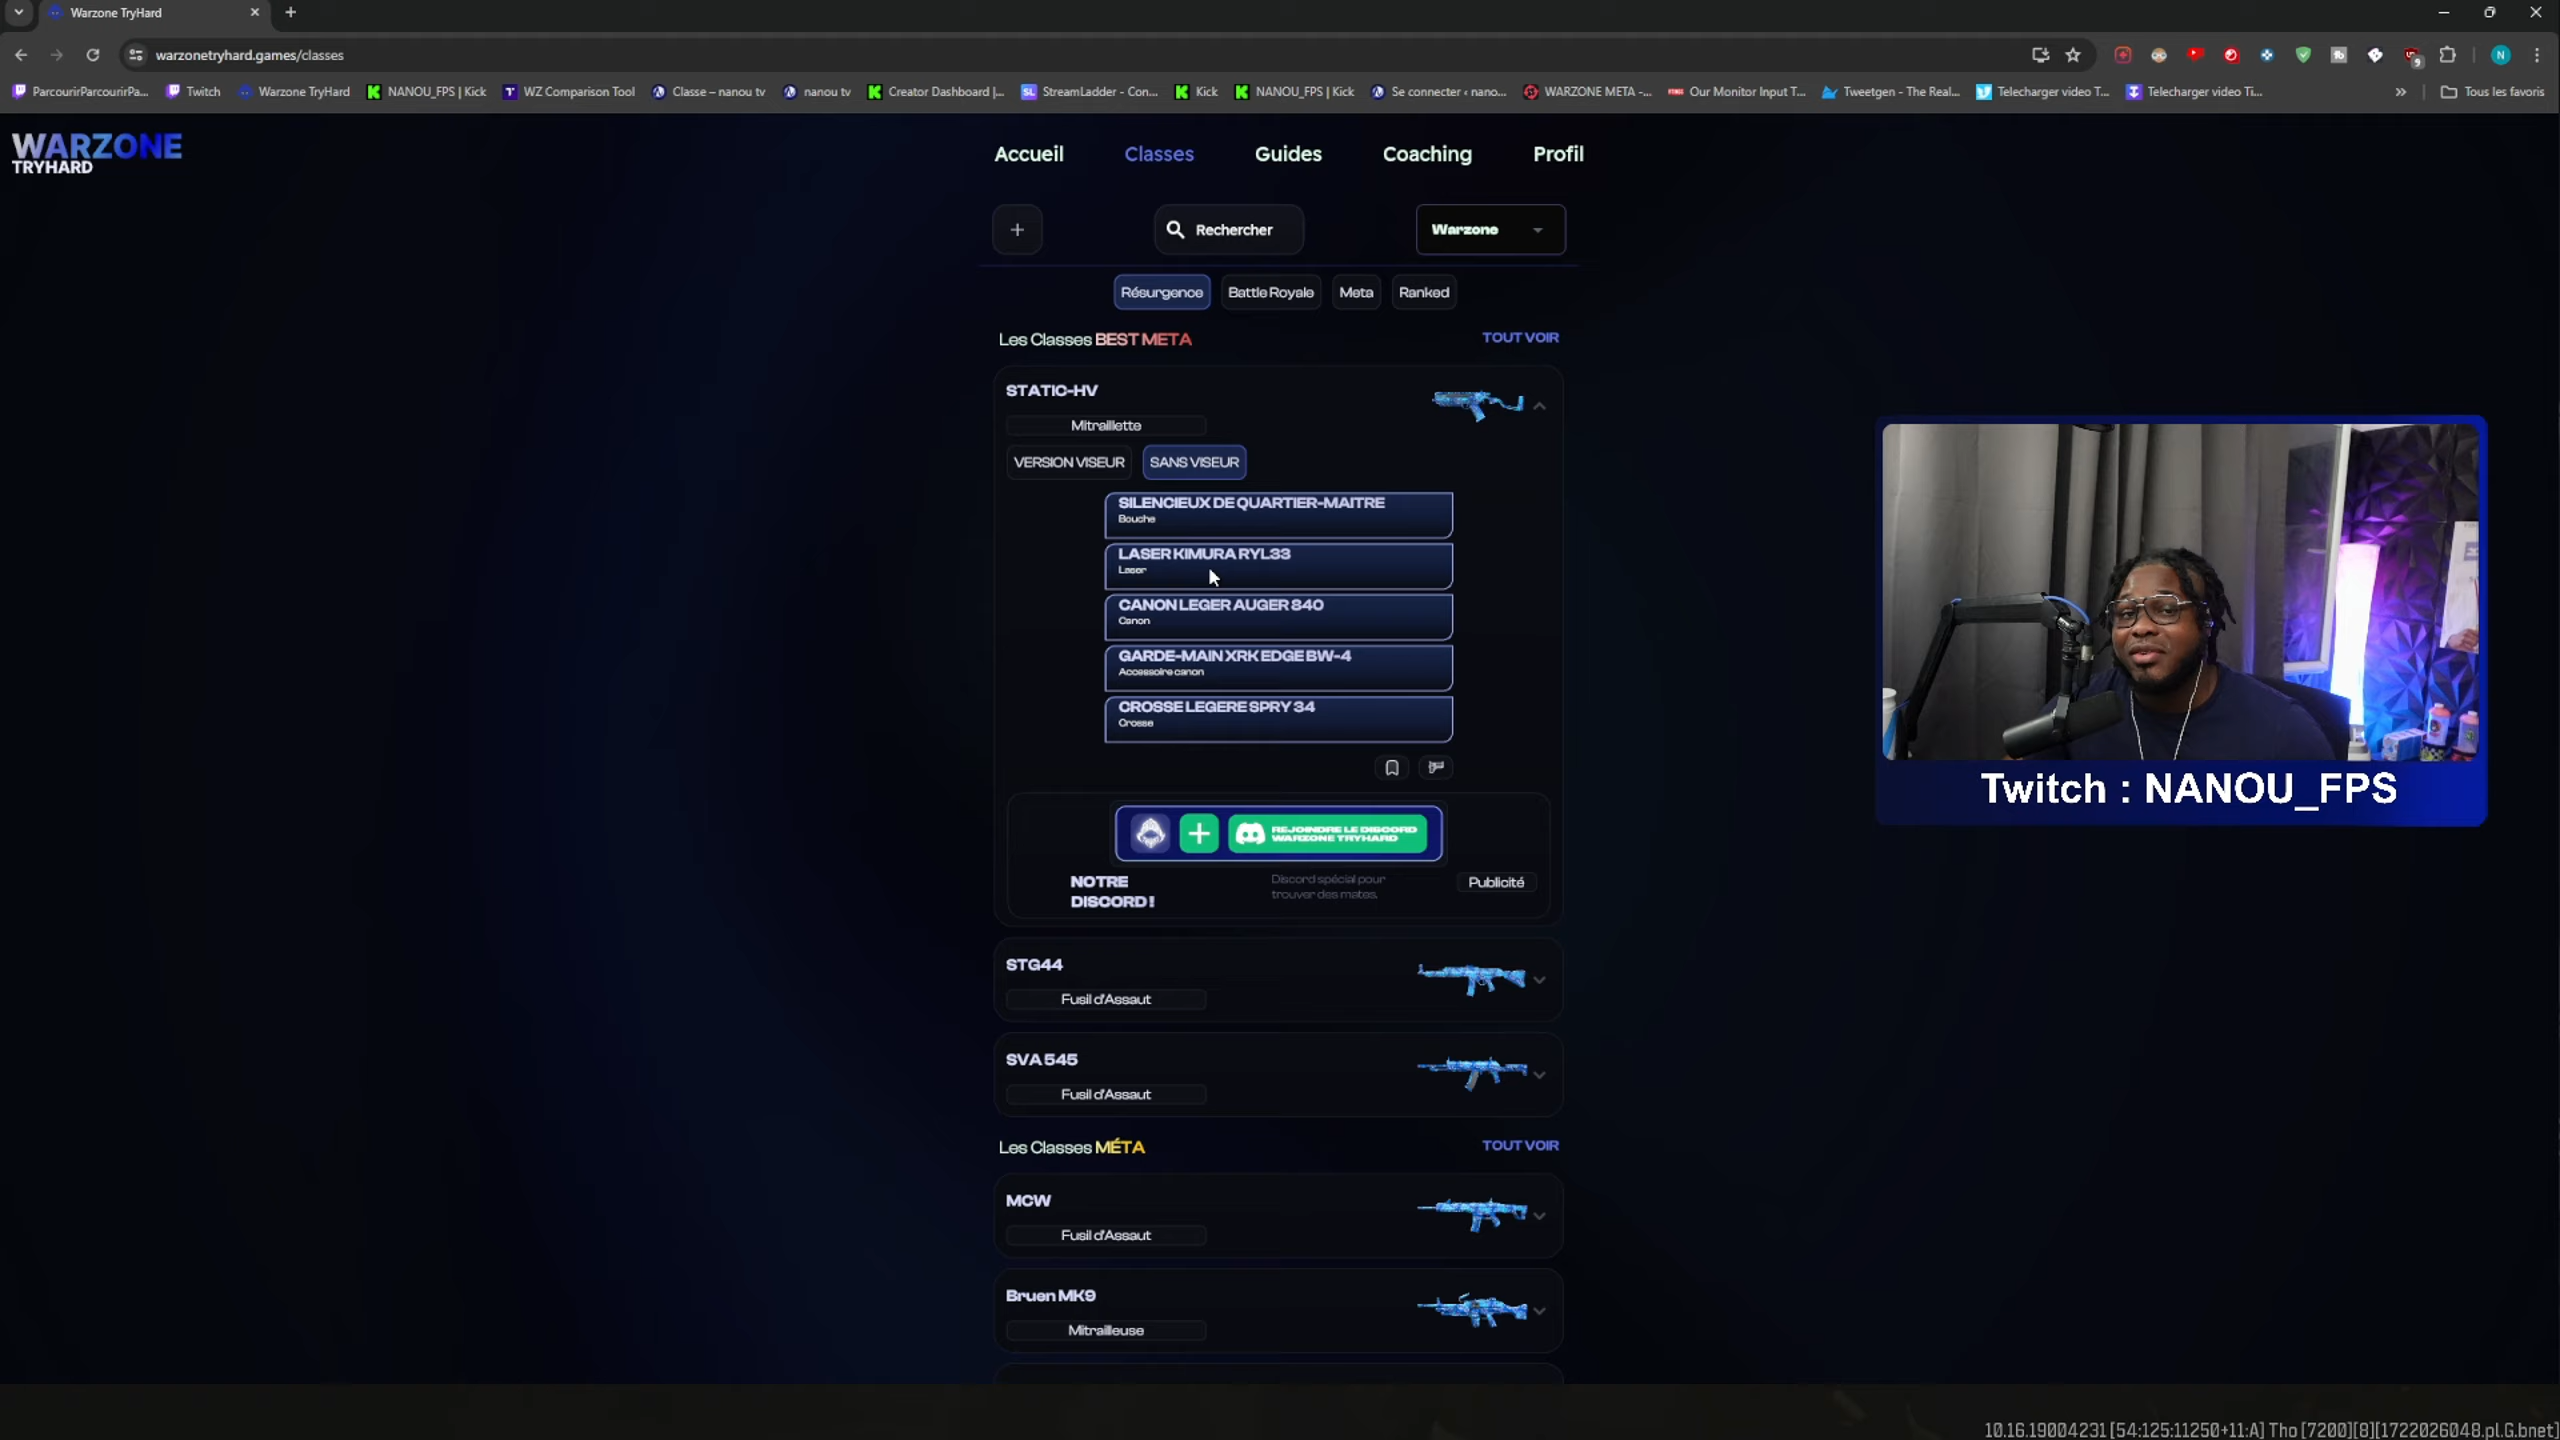 Warzone TryHard
warzonetryhard.games/classes
ParcourirParcourirPa...
Twitch
Warzone TryHard
NANOU_FPS | Kick
WZ Comparison Tool
Classe – nanou tv
nanou tv
Creator Dashboard |...
StreamLadder - Con...
Kick
NANOU_FPS | Kick
Se connecter ‹ nano...
WARZONE META -...
Our Monitor Input T...
Tweetgen - The Real...
Telecharger video T...
Telecharger video Ti...
Tous les favoris
WARZONE
TRYHARD
Accueil
Classes
Guides
Coaching
Profil
Rechercher
Warzone
Résurgence
Battle Royale
Meta
Ranked
Les Classes BEST META
TOUT VOIR
STATIC-HV
Mitraillette
VERSION VISEUR
SANS VISEUR
SILENCIEUX DE QUARTIER-MAITRE
Bouche
LASER KIMURA RYL33
Laser
CANON LEGER AUGER 840
Canon
GARDE-MAIN XRK EDGE BW-4
Accessoire canon
CROSSE LEGERE SPRY 34
Crosse
REJOINDRE LE DISCORD
WARZONE TRYHARD
NOTRE
DISCORD !
Discord spécial pour
trouver des mates.
Publicité
STG44
Fusil d'Assaut
SVA 545
Fusil d'Assaut
Les Classes MÉTA
TOUT VOIR
MCW
Fusil d'Assaut
Bruen MK9
Mitrailleuse
Twitch : NANOU_FPS
10.16.19004231 [54:125:11250+11:A] Tho [7200][8][1722026048.pl.G.bnet]